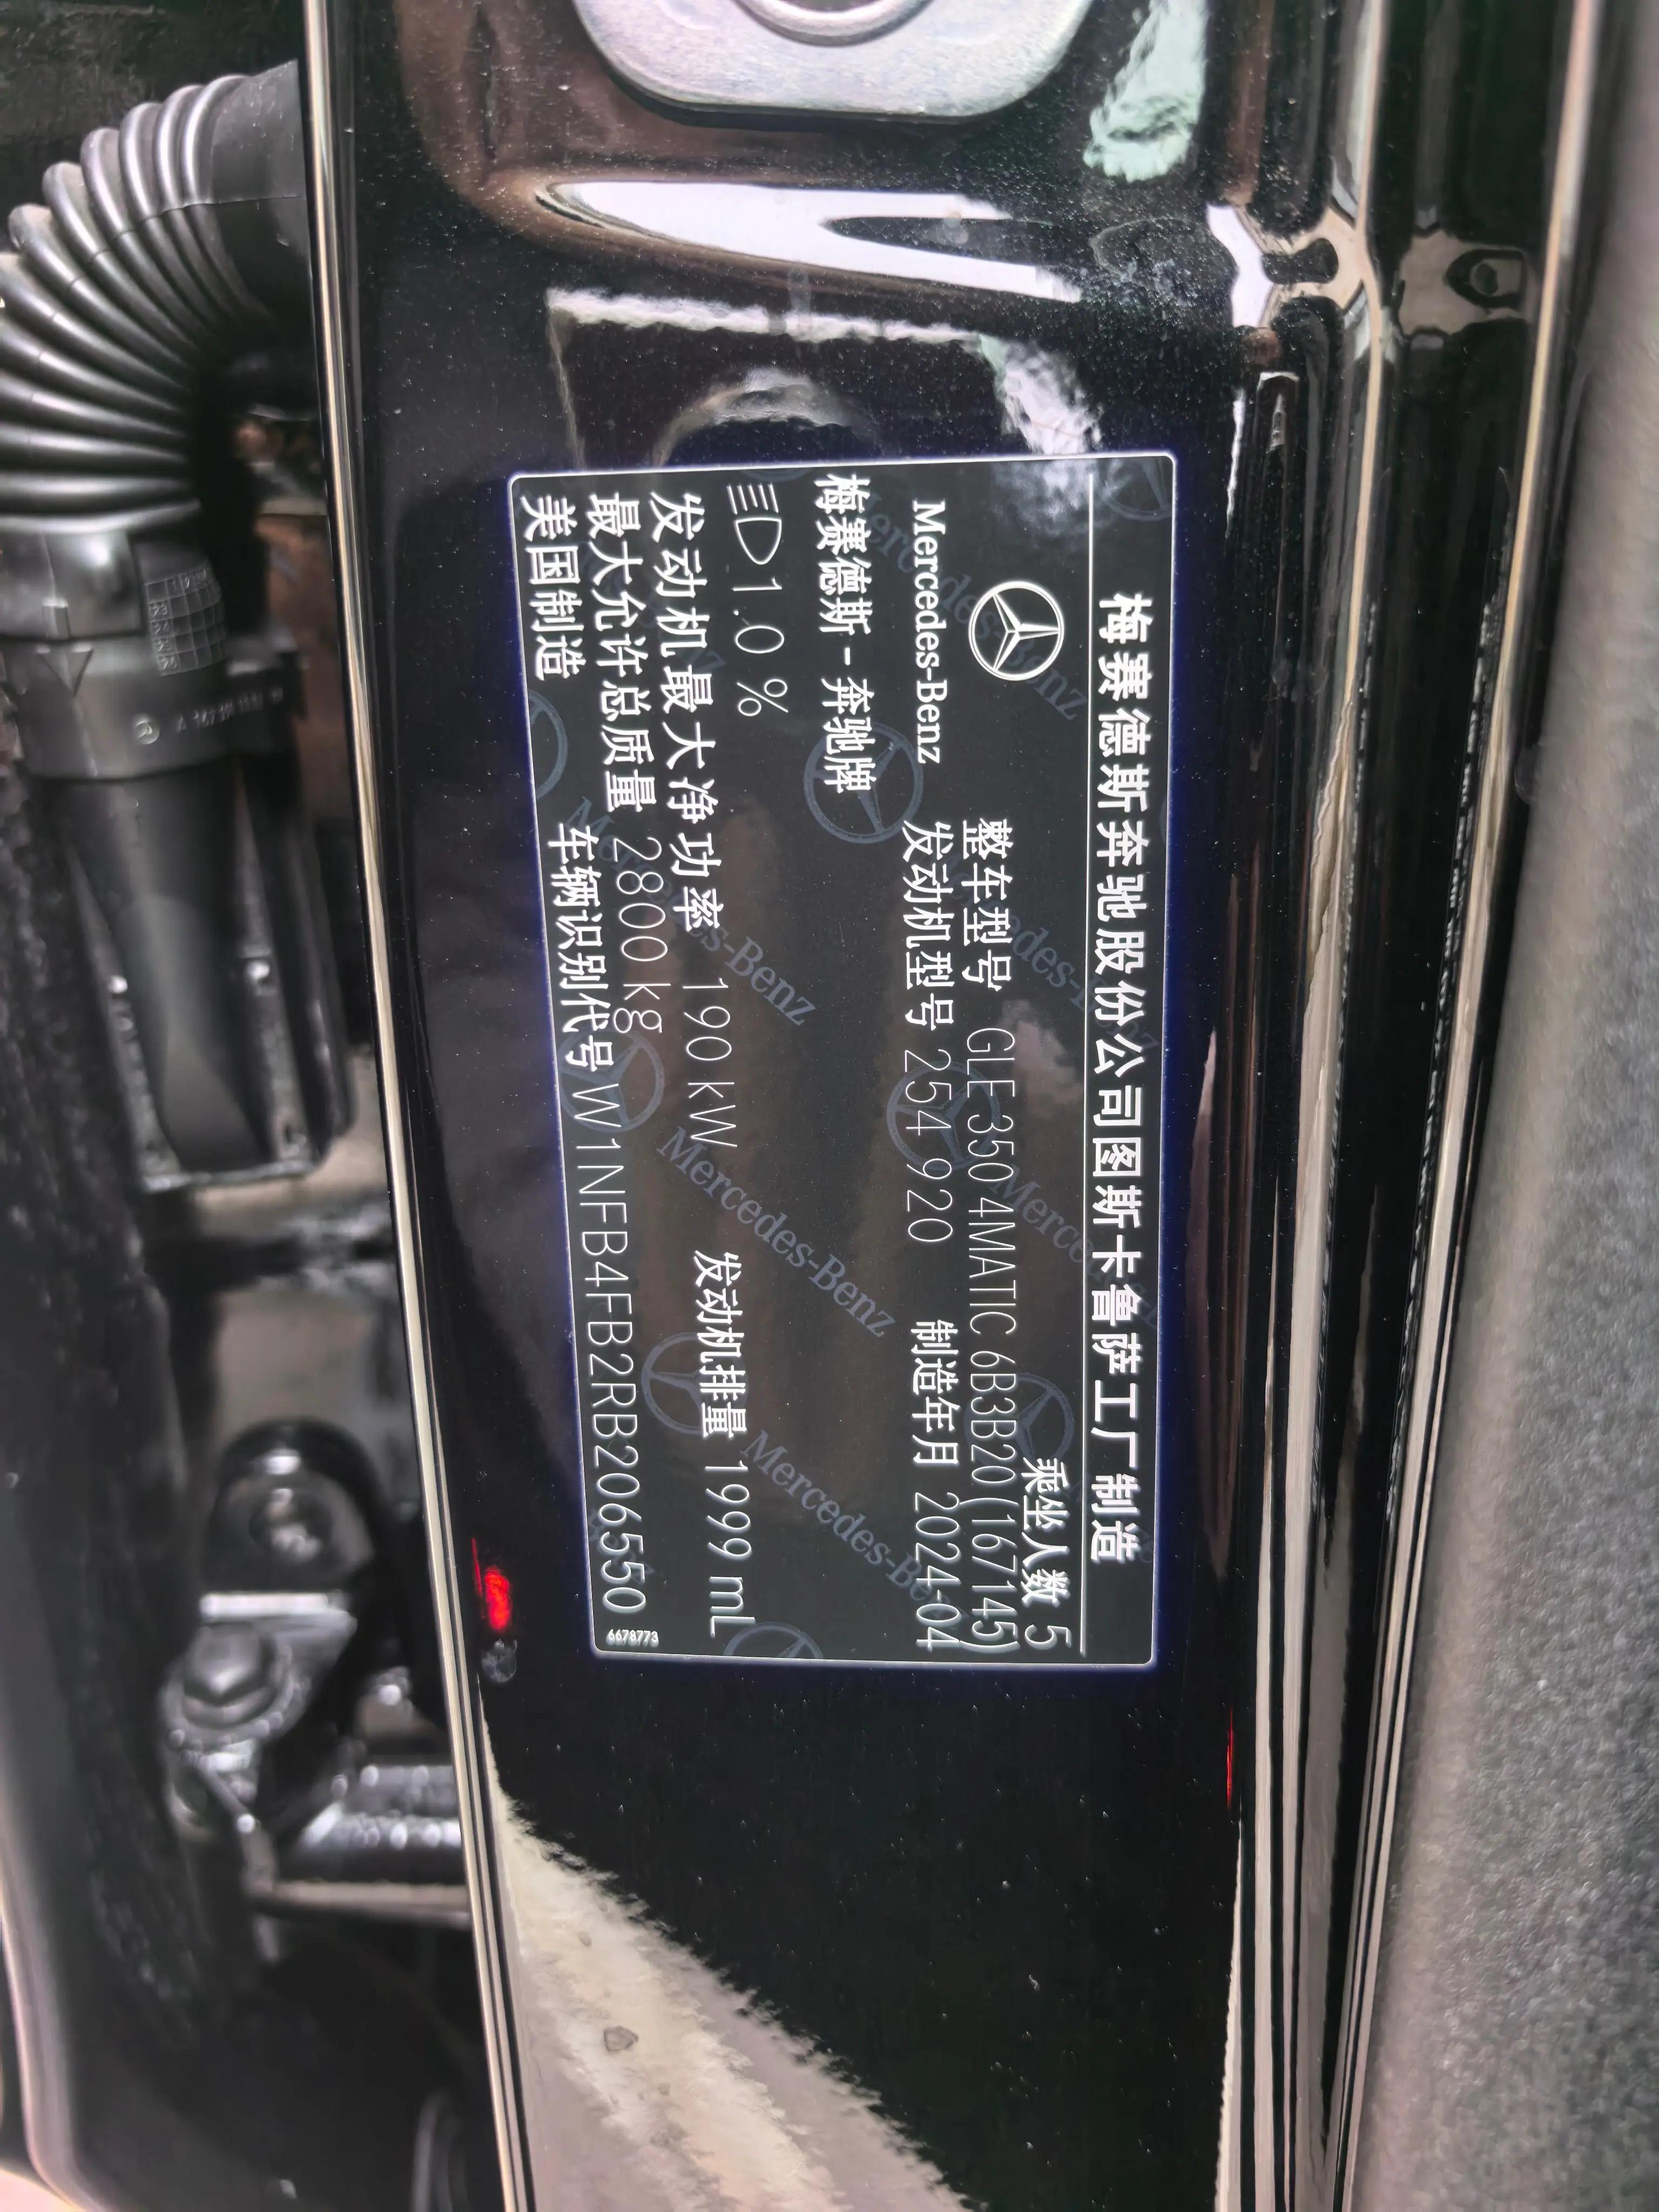 梅赛德斯奔驰股份公司图斯卡鲁萨工厂制造
乘坐人数 5
整车型号 GLE 350 4MATIC 6B3B20(167145)
Mercedes-Benz 发动机型号 254 920 制造年月 2024-04
梅赛德斯-奔驰牌
1.0 %
发动机最大净功率 190 kW 发动机排量 1999 mL
最大允许总质量 2800 kg
美国制造 车辆识别代号 W1NFB4FB2RB206550
6678773